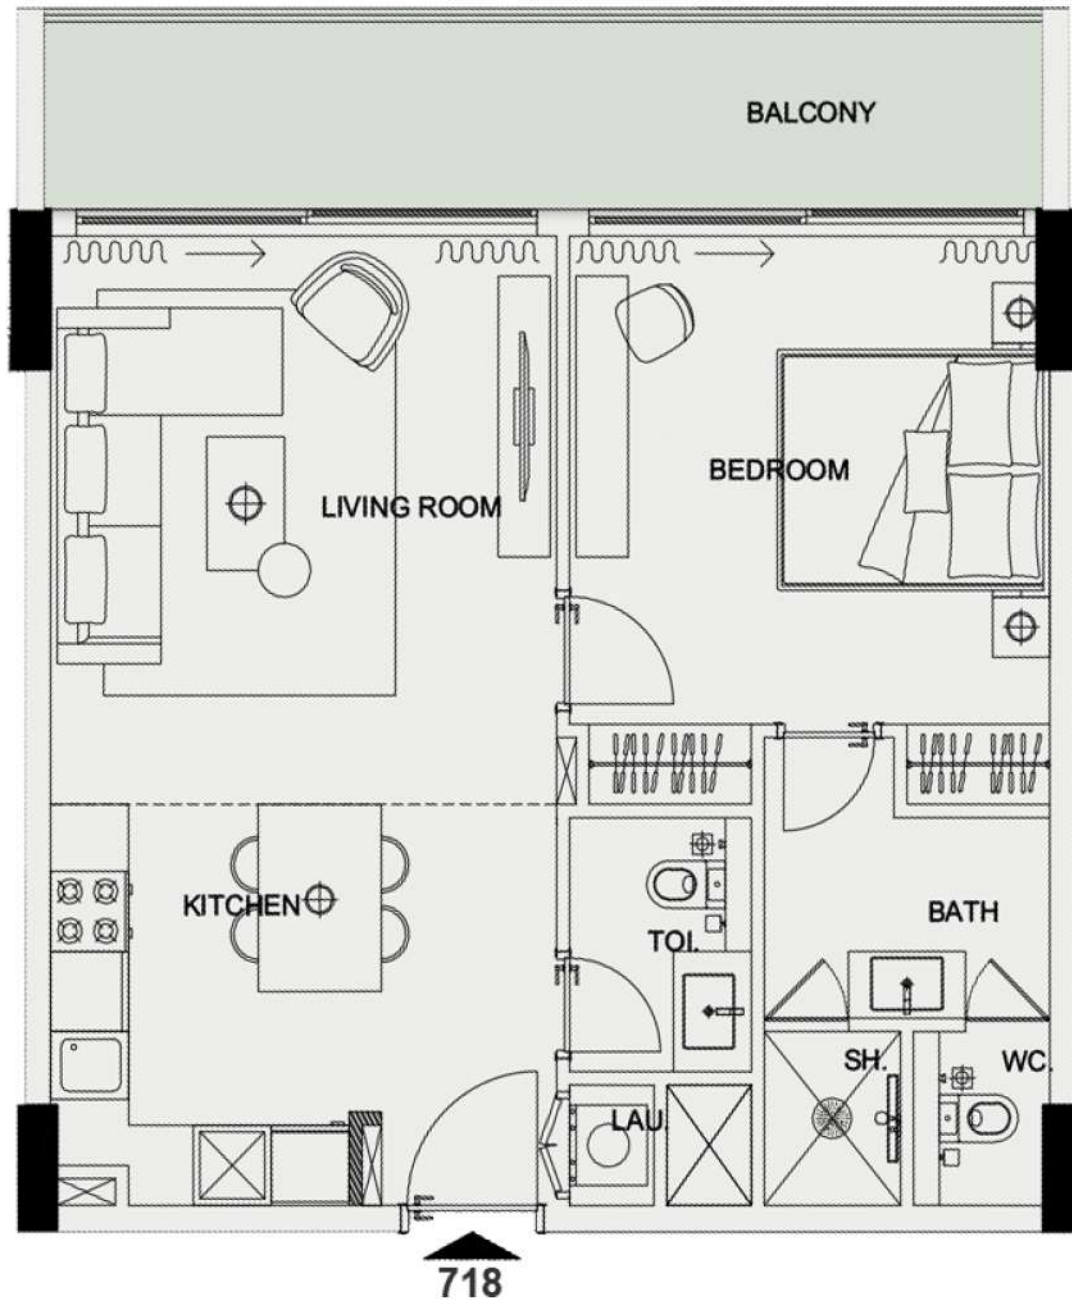 BALCONY
LIVING ROOM
BEDROOM
KITCHEN
TOI.
BATH
SH.
WC.
LAU.
718